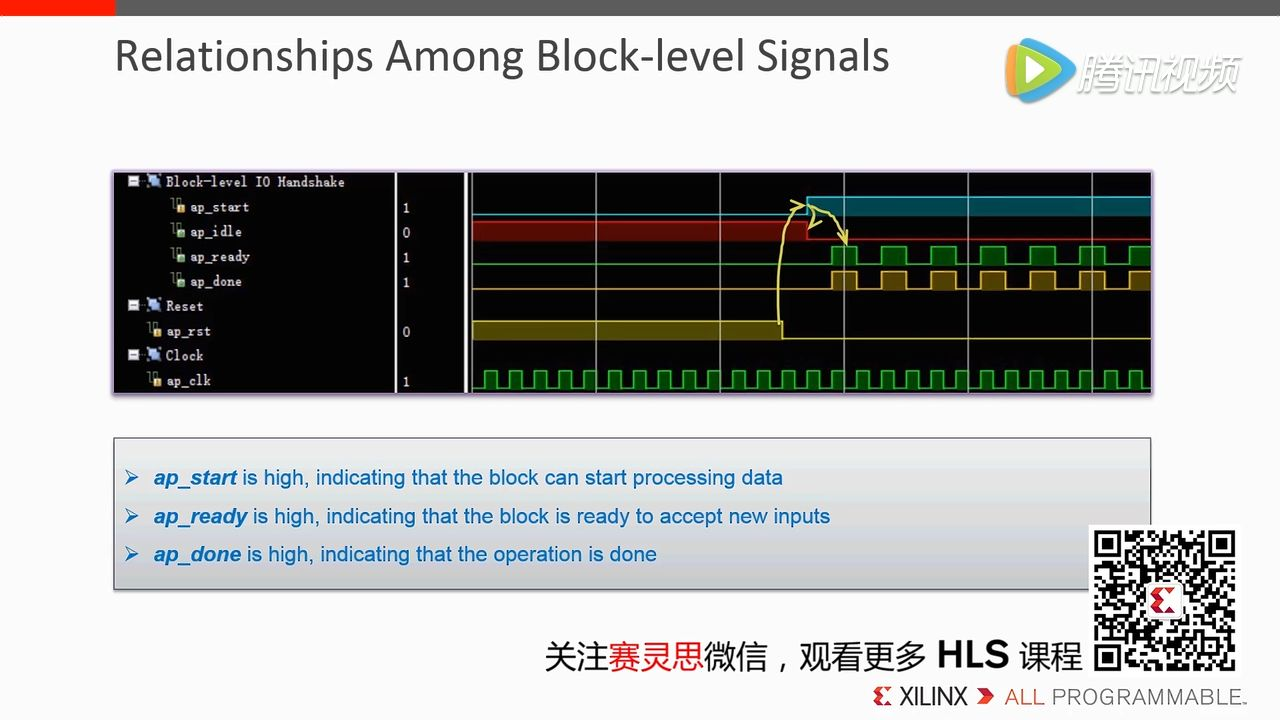 Relationships Among Block-level Signals
腾讯视频
Block-level IO Handshake
ap_start 1
ap_idle 0
ap_ready 1
ap_done 1
Reset
ap_rst 0
Clock
ap_clk 1
ap_start is high, indicating that the block can start processing data
ap_ready is high, indicating that the block is ready to accept new inputs
ap_done is high, indicating that the operation is done
关注赛灵思微信，观看更多 HLS 课程
XILINX ALL PROGRAMMABLE™